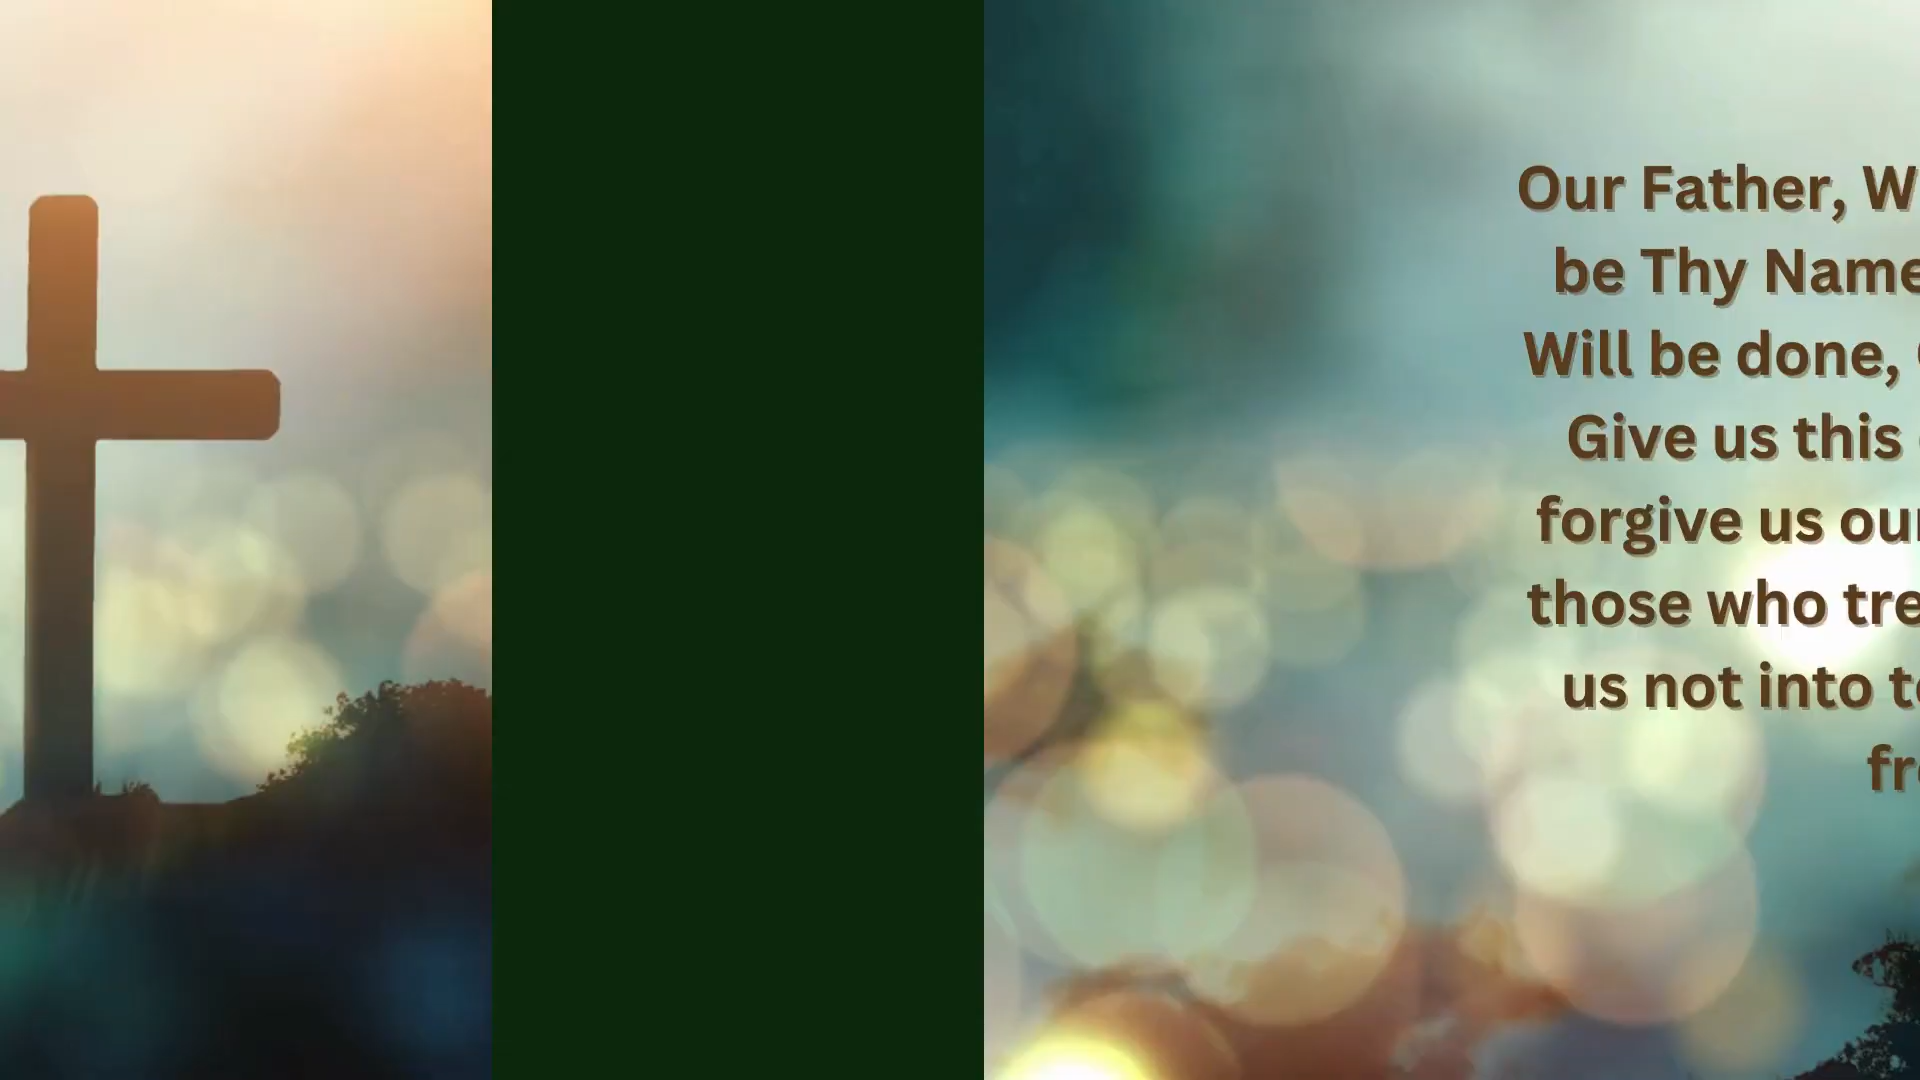 Our Father, W
be Thy Name
Will be done,
Give us this
forgive us our
those who tre
us not into te
fr